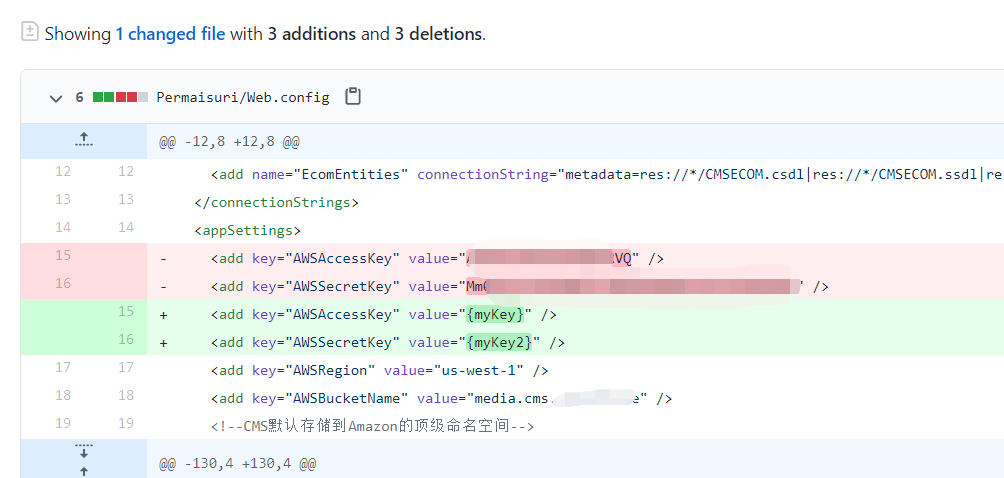 Showing 1 changed file with 3 additions and 3 deletions.
6 Permaisuri/Web.config
@@ -12,8 +12,8 @@
12 12 <add name="EcomEntities" connectionString="metadata=res://*/CMSECOM.csdl|res://*/CMSECOM.ssdl|res
13 13 </connectionStrings>
14 14 <appSettings>
15 - <add key="AWSAccessKey" value=" VQ" />
16 - <add key="AWSSecretKey" value="Mm " />
15 + <add key="AWSAccessKey" value="{myKey}" />
16 + <add key="AWSSecretKey" value="{myKey2}" />
17 17 <add key="AWSRegion" value="us-west-1" />
18 18 <add key="AWSBucketName" value="media.cms. e" />
19 19 <!--CMS默认存储到Amazon的顶级命名空间-->
@@ -130,4 +130,4 @@